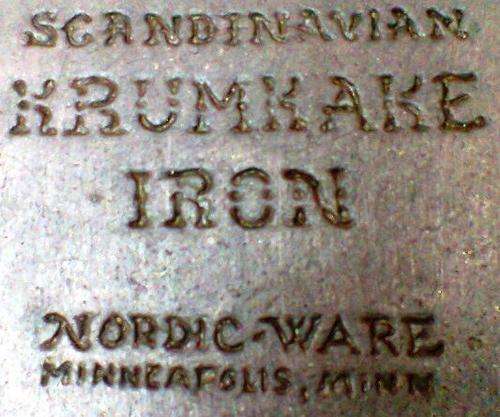 SCANDINAVIAN
KRUMKAKE
IRON
NORDIC-WARE
MINNEAPOLIS, MINN